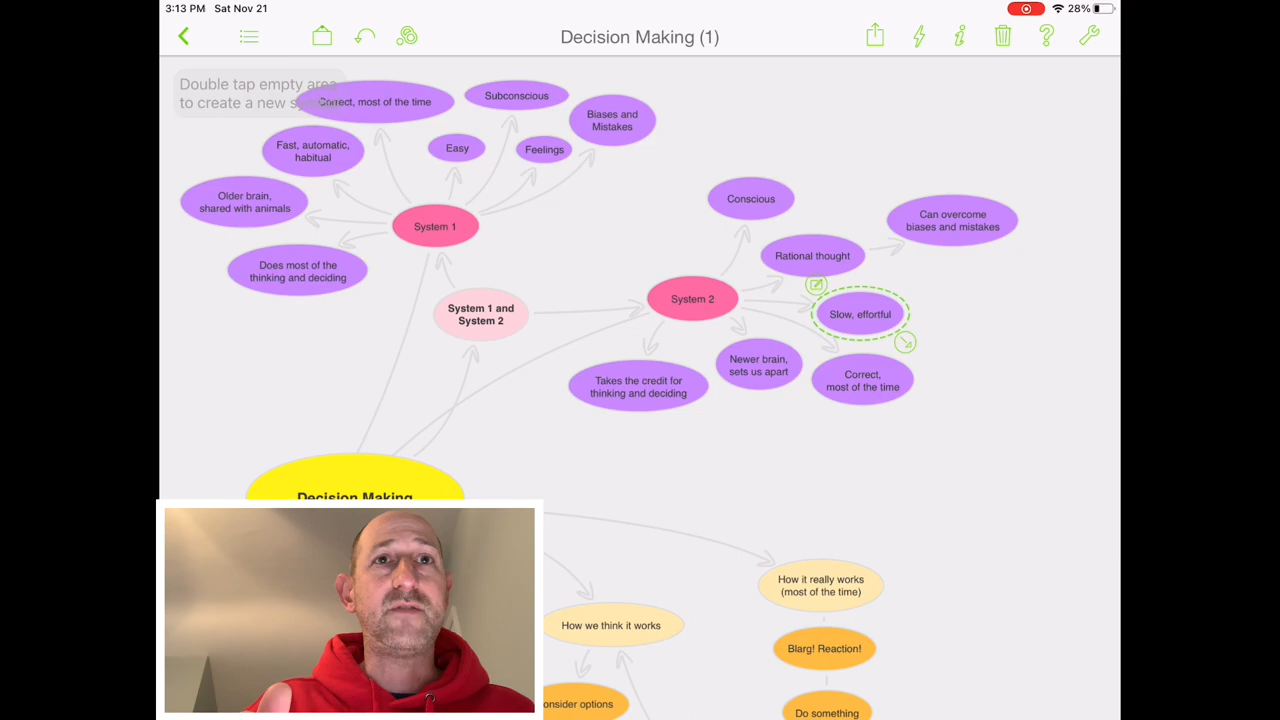 3:13 PM Sat Nov 21
28%
Decision Making (1)
Double tap empty area
to create a new
Correct, most of the time
Subconscious
Biases and
Mistakes
Fast, automatic,
habitual
Easy
Feelings
Older brain,
shared with animals
System 1
Does most of the
thinking and deciding
Conscious
Can overcome
biases and mistakes
Rational thought
System 2
System 1 and
System 2
Slow, effortful
Takes the credit for
thinking and deciding
Newer brain,
sets us apart
Correct,
most of the time
Decision Making
How it really works
(most of the time)
How we think it works
Blarg! Reaction!
onsider options
Do something